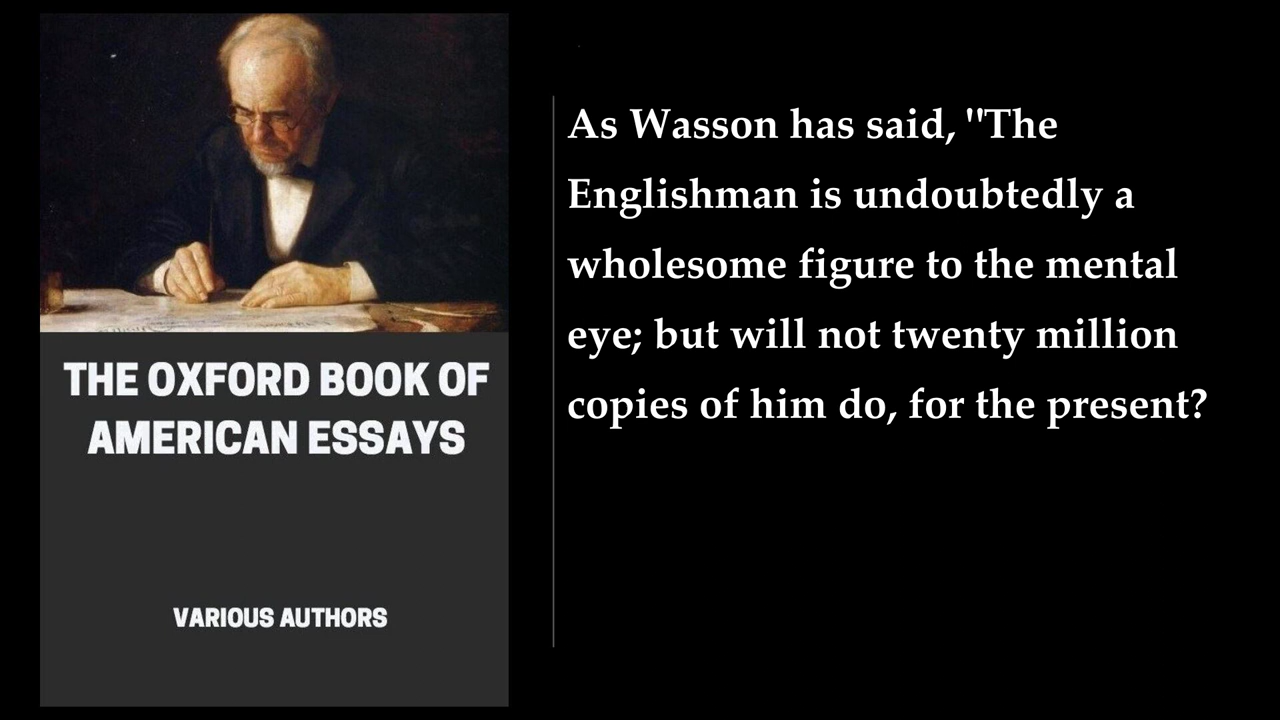 THE OXFORD BOOK OF
AMERICAN ESSAYS
VARIOUS AUTHORS
As Wasson has said, "The
Englishman is undoubtedly a
wholesome figure to the mental
eye; but will not twenty million
copies of him do, for the present?